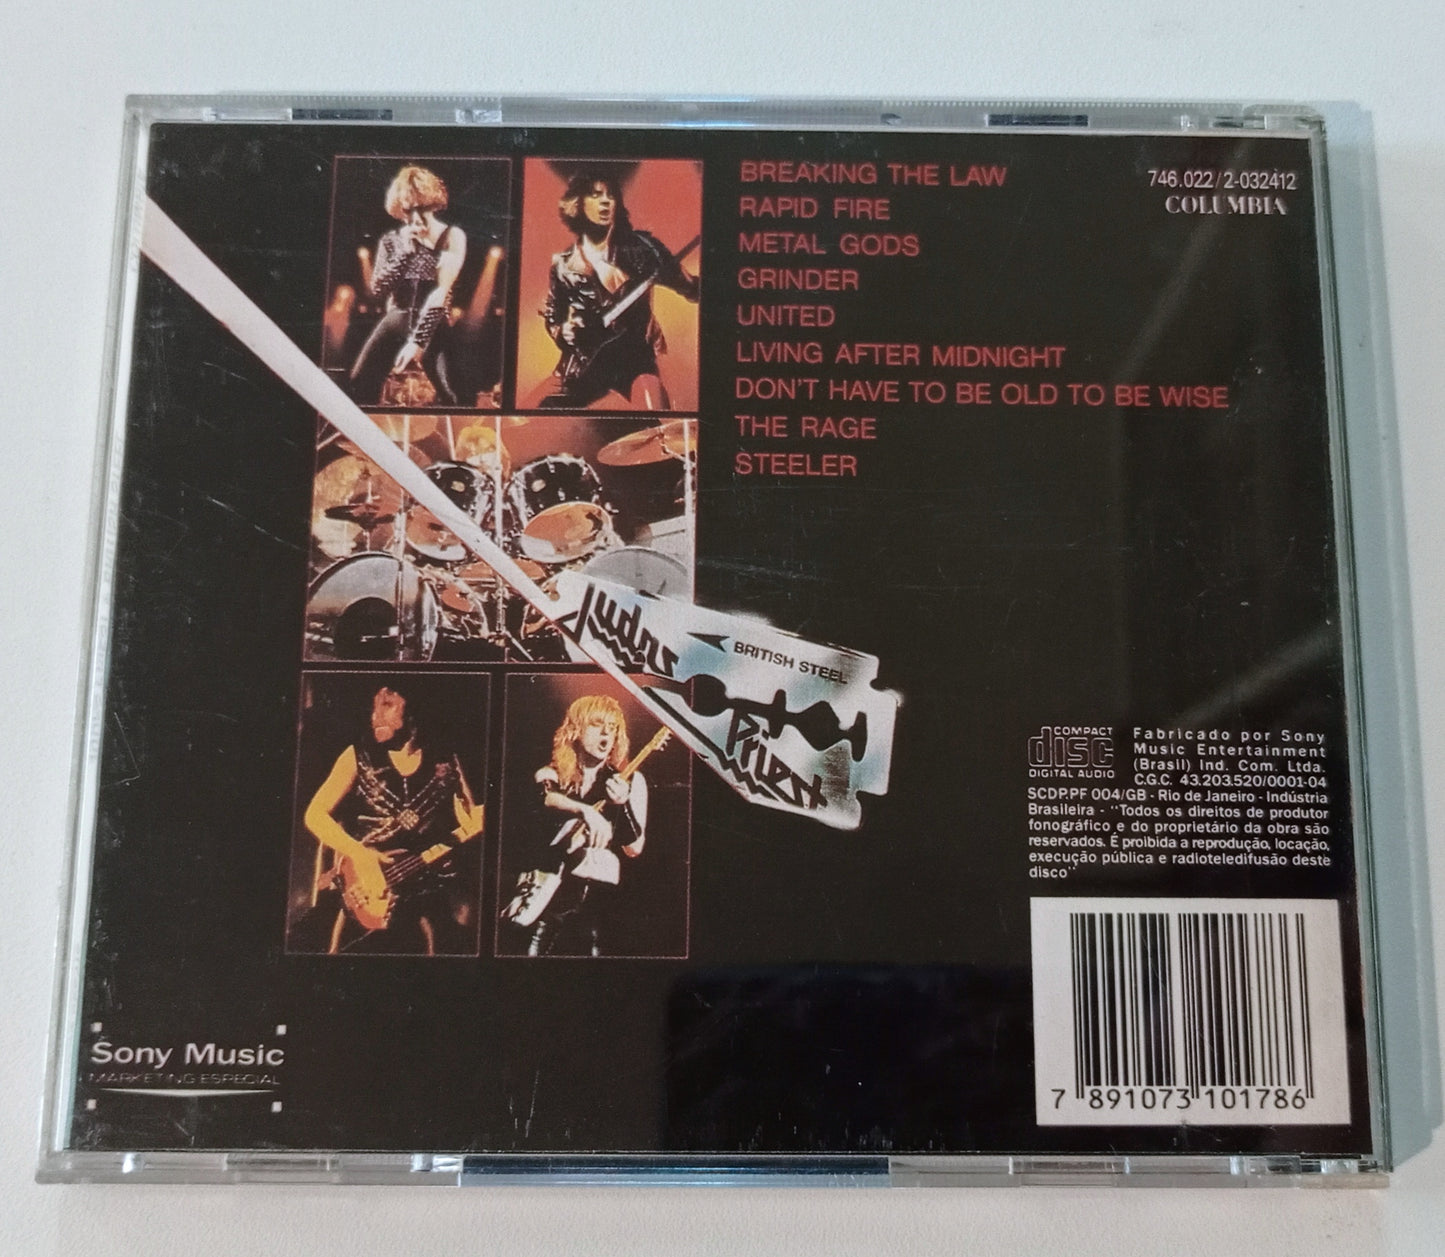 BREAKING THE LAW
RAPID FIRE
METAL GODS
GRINDER
UNITED
LIVING AFTER MIDNIGHT
DON'T HAVE TO BE OLD TO BE WISE
THE RAGE
STEELER
746.022/2-032412
COLUMBIA
Judas
BRITISH STEEL
Priest
COMPACT
disc
DIGITAL AUDIO
Fabricado por Sony
Music Entertainment
(Brasil) Ind. Com. Ltda.
C.G.C. 43.203.520/0001-04
SCDP.PF 004/GB - Rio de Janeiro - Indústria
Brasileira - "Todos os direitos de produtor
fonográfico e do proprietário da obra são
reservados. É proibida a reprodução, locação,
execução pública e radioteledifusão deste
disco"
Sony Music
MARKETING ESPECIAL
7 891073 101786